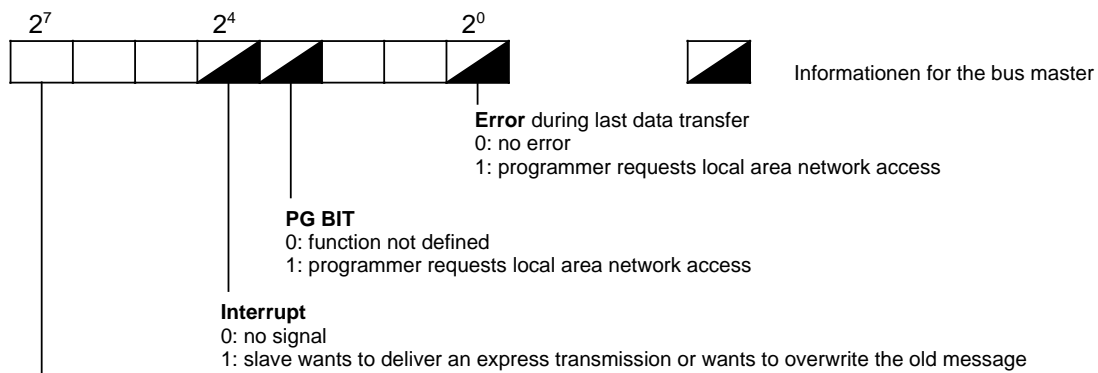 2⁷ 2⁴ 2⁰
Informationen for the bus master
Error during last data transfer
0: no error
1: programmer requests local area network access
PG BIT
0: function not defined
1: programmer requests local area network access
Interrupt
0: no signal
1: slave wants to deliver an express transmission or wants to overwrite the old message